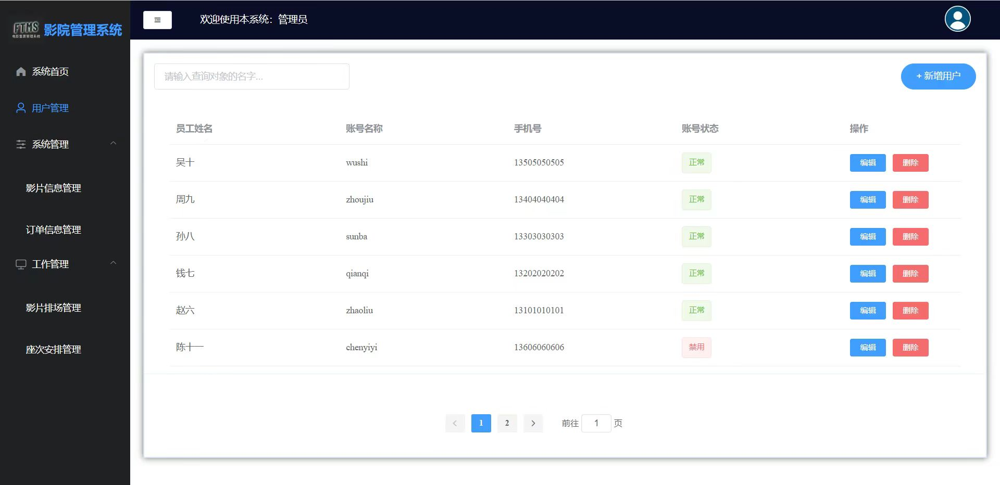 FTMS
电影售票管理系统
影院管理系统
欢迎使用本系统：管理员
系统首页
用户管理
系统管理
影片信息管理
订单信息管理
工作管理
影片排场管理
座次安排管理
请输入查询对象的名字...
+ 新增用户
员工姓名 账号名称 手机号 账号状态 操作
吴十 wushi 13505050505 正常 编辑 删除
周九 zhoujiu 13404040404 正常 编辑 删除
孙八 sunba 13303030303 正常 编辑 删除
钱七 qianqi 13202020202 正常 编辑 删除
赵六 zhaoliu 13101010101 正常 编辑 删除
陈十一 chenyiyi 13606060606 禁用 编辑 删除
1 2 前往 1 页